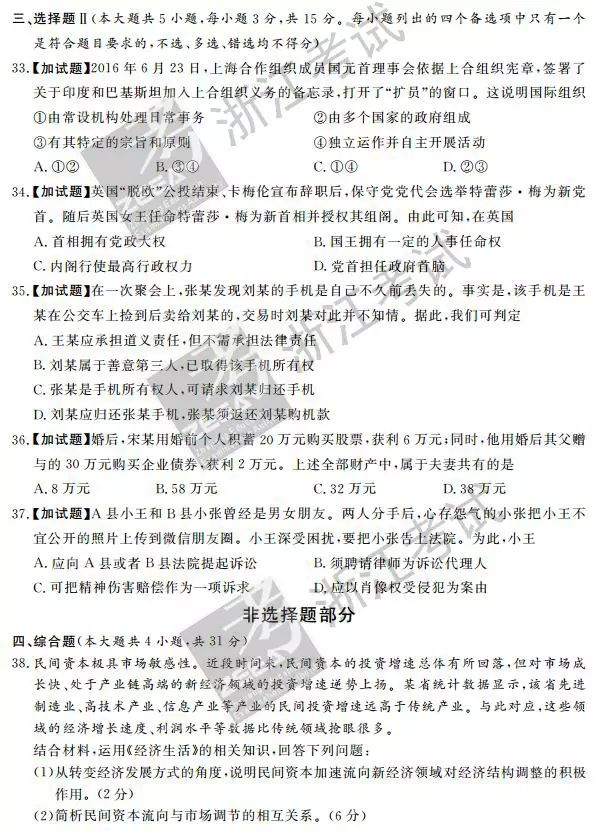 三、选择题Ⅱ(本大题共5小题,每小题3分,共15分。每小题列出的四个备选项中只有一个
是符合题目要求的,不选、多选、错选均不得分)
33.【加试题】2016年6月23日,上海合作组织成员国元首理事会依据上合组织宪章,签署了
关于印度和巴基斯坦加入上合组织义务的备忘录,打开了“扩员”的窗口。这说明国际组织
①由常设机构处理日常事务 ②由多个国家的政府组成
③有其特定的宗旨和原则 ④独立运作并自主开展活动
A.①② B.③④ C.①④ D.②③
34.【加试题】英国“脱欧”公投结束、卡梅伦宣布辞职后,保守党党代会选举特蕾莎·梅为新党
首。随后英国女王任命特蕾莎·梅为新首相并授权其组阁。由此可知,在英国
A.首相拥有党政大权 B.国王拥有一定的人事任命权
C.内阁行使最高行政权力 D.党首担任政府首脑
35.【加试题】在一次聚会上,张某发现刘某的手机是自己不久前丢失的。事实是,该手机是王
某在公交车上捡到后卖给刘某的,交易时刘某对此并不知情。据此,我们可判定
A.王某应承担道义责任,但不需承担法律责任
B.刘某属于善意第三人,已取得该手机所有权
C.张某是手机所有权人,可请求刘某归还手机
D.刘某应归还张某手机,张某须返还刘某购机款
36.【加试题】婚后,宋某用婚前个人积蓄20万元购买股票,获利6万元;同时,他用婚后其父赠
与的30万元购买企业债券,获利2万元。上述全部财产中,属于夫妻共有的是
A.8万元 B.58万元 C.32万元 D.38万元
37.【加试题】A县小王和B县小张曾经是男女朋友。两人分手后,心存怨气的小张把小王不
宜公开的照片上传到微信朋友圈。小王深受困扰,要把小张告上法院。为此,小王
A.应向A县或者B县法院提起诉讼 B.须聘请律师为诉讼代理人
C.可把精神伤害赔偿作为一项诉求 D.应以肖像权受侵犯为案由
非选择题部分
四、综合题(本大题共4小题,共31分)
38.民间资本极具市场敏感性。近段时间来,民间资本的投资增速总体有所回落,但对市场成
长快、处于产业链高端的新经济领域的投资增速逆势上扬。某省统计数据显示,该省先进
制造业、高技术产业、信息产业等产业的民间投资增速远高于传统产业。与此对应,这些领
域的经济增长速度、利润水平等数据比传统领域抢眼很多。
结合材料,运用《经济生活》的相关知识,回答下列问题:
(1)从转变经济发展方式的角度,说明民间资本加速流向新经济领域对经济结构调整的积极
作用。(2分)
(2)简析民间资本流向与市场调节的相互关系。(6分)
浙江考试
浙江考试
浙江考试
ZJEA